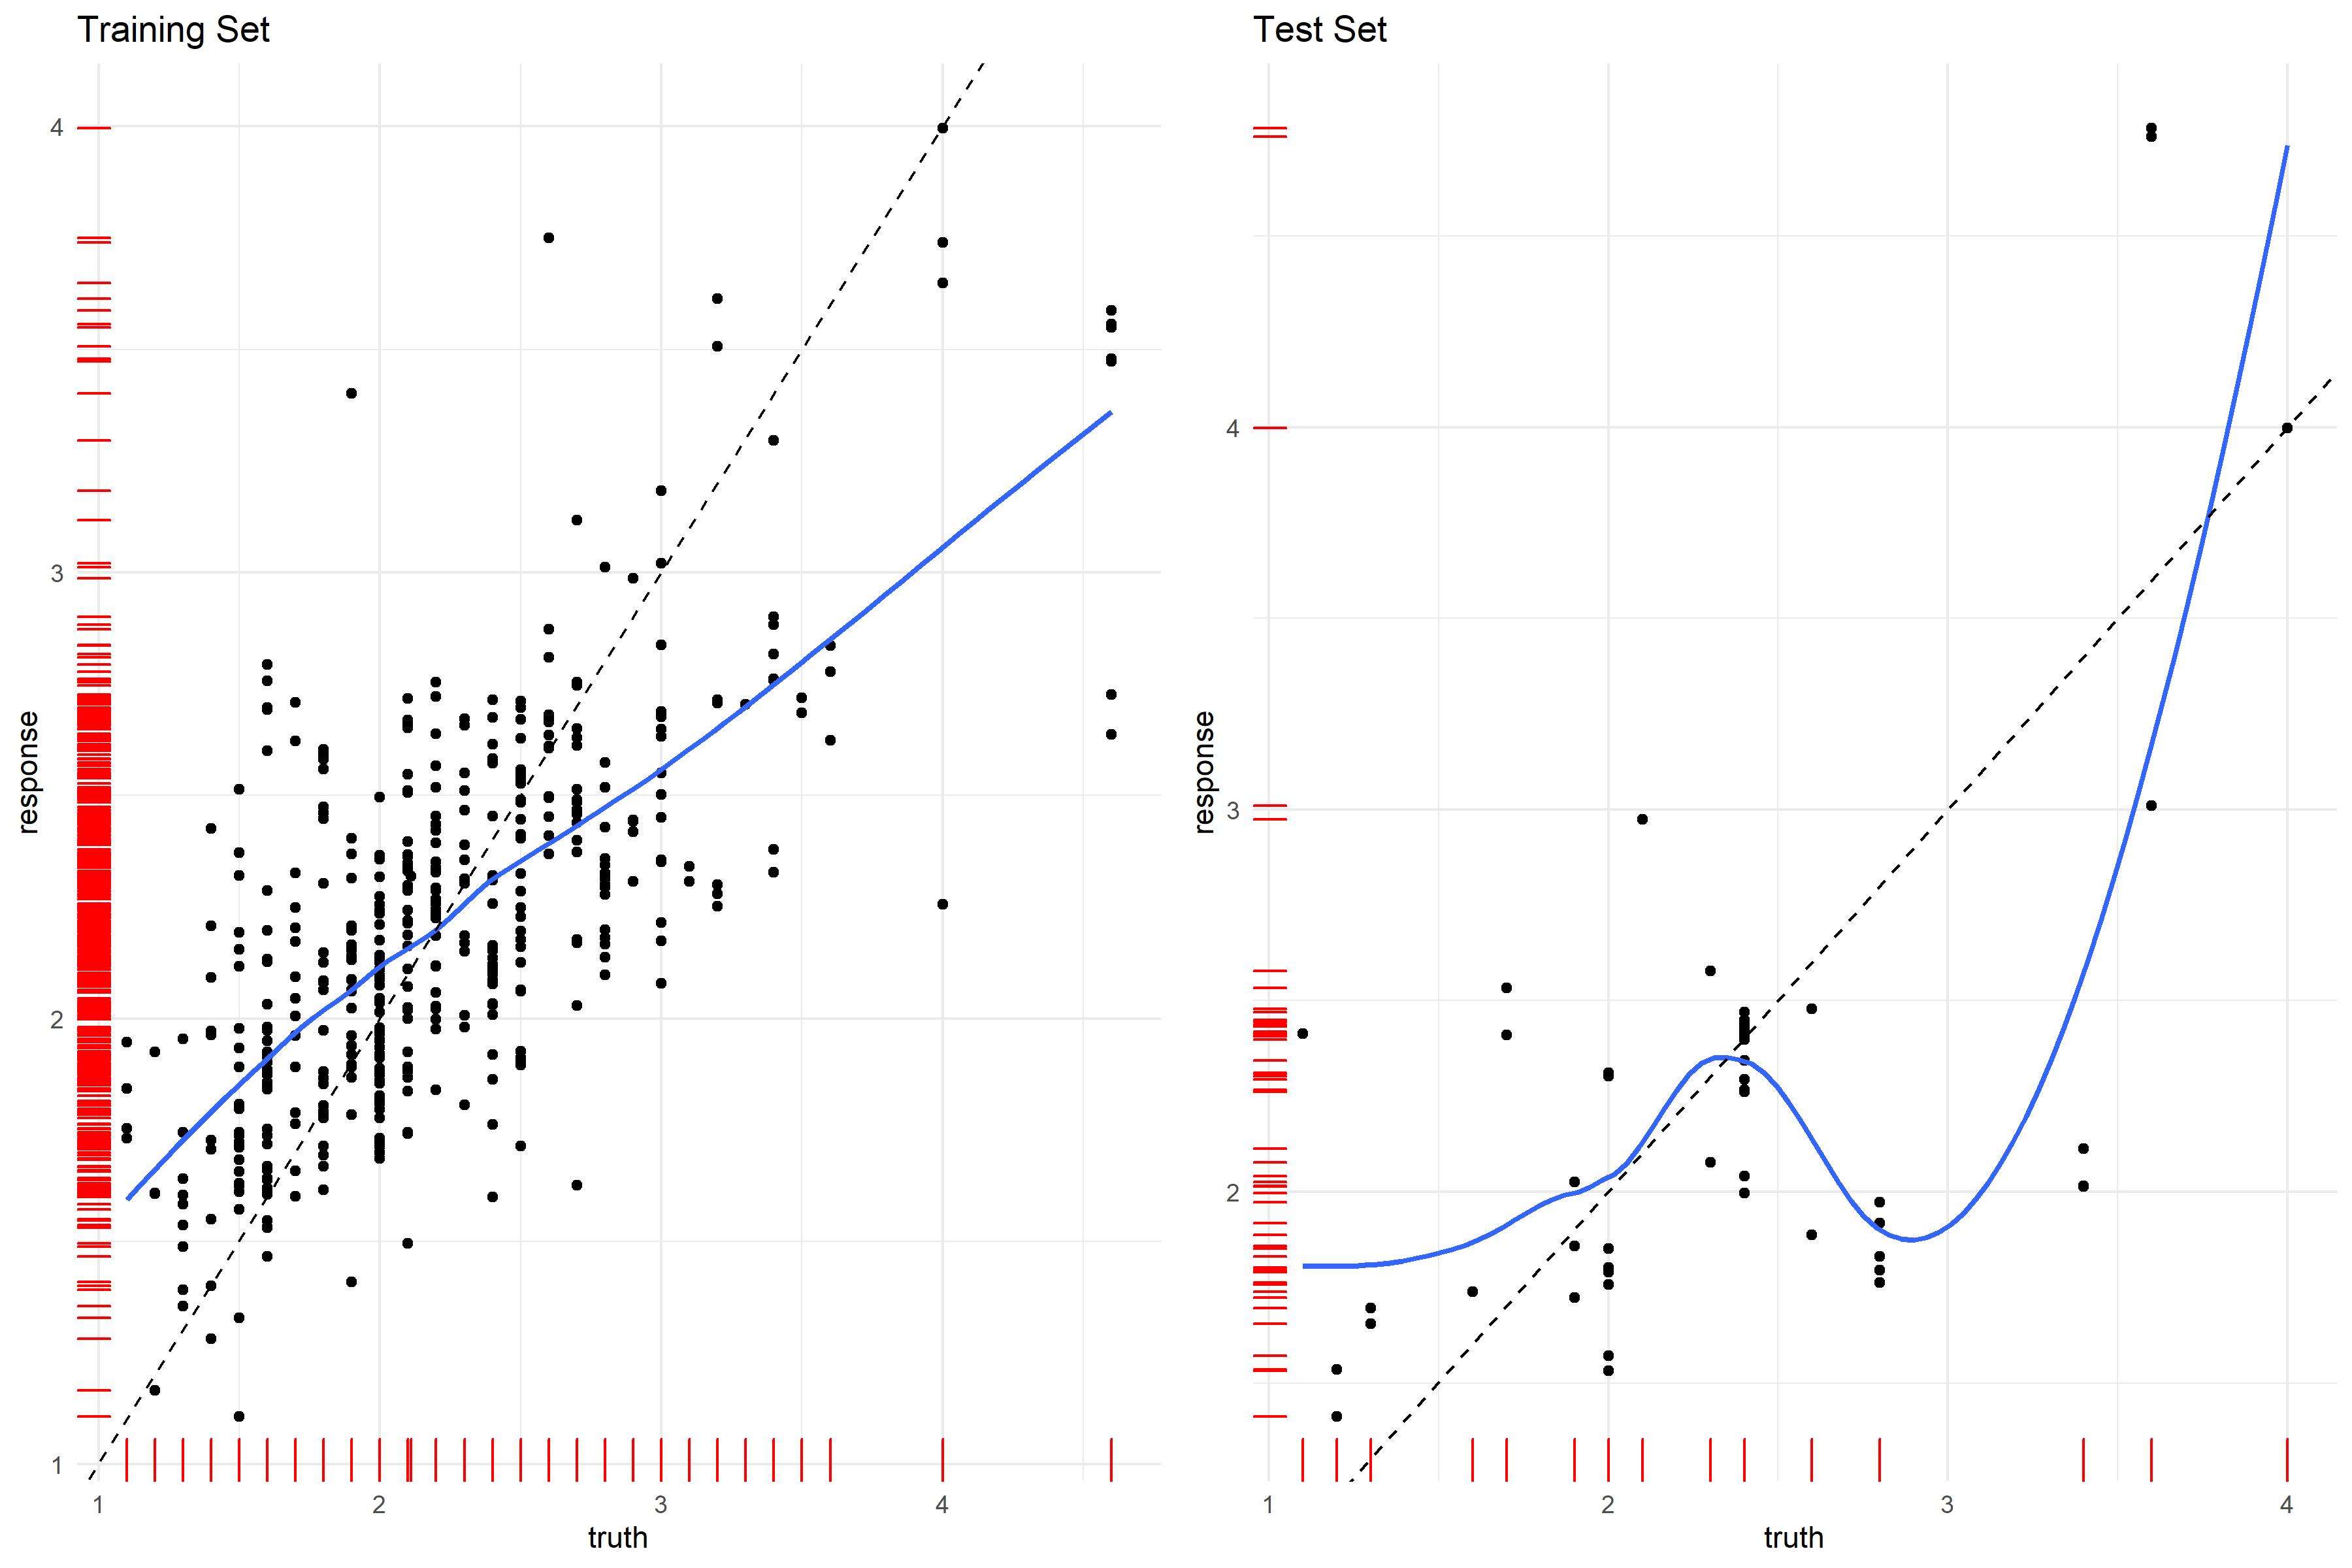 Training Set
4
3
2
1
response
1 2 3 4
truth
Test Set
4
3
2
response
1 2 3 4
truth